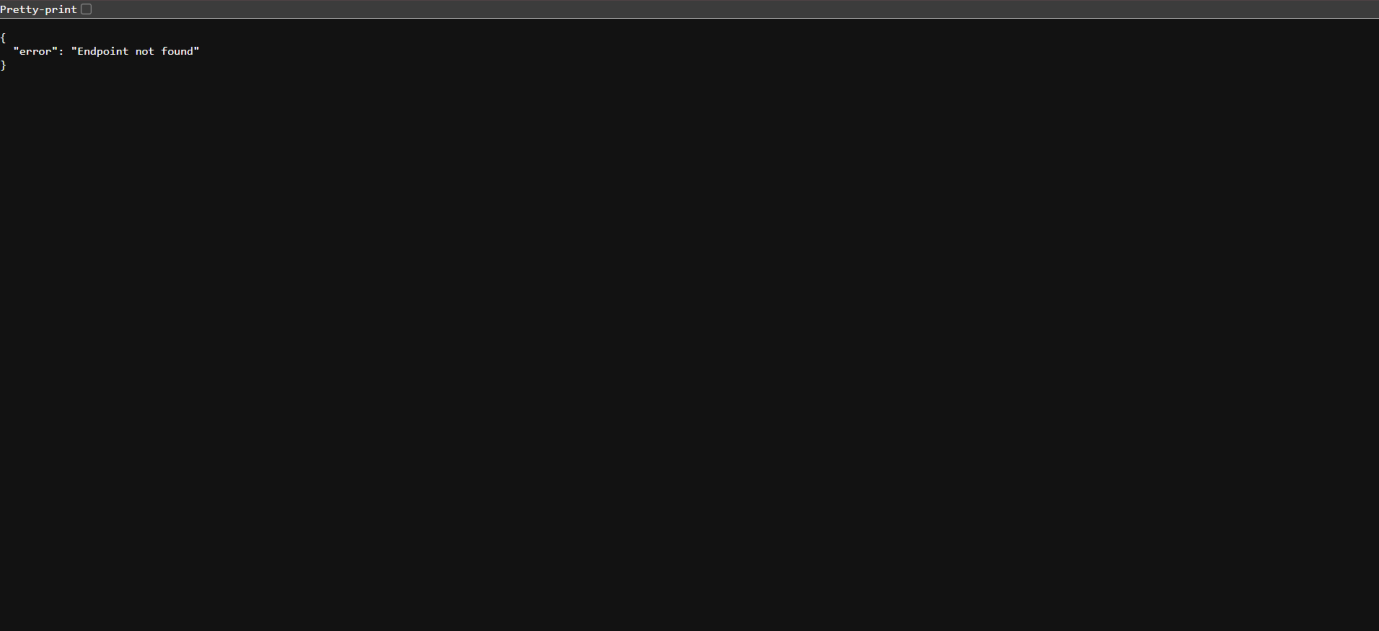 Pretty-print
{
  "error": "Endpoint not found"
}